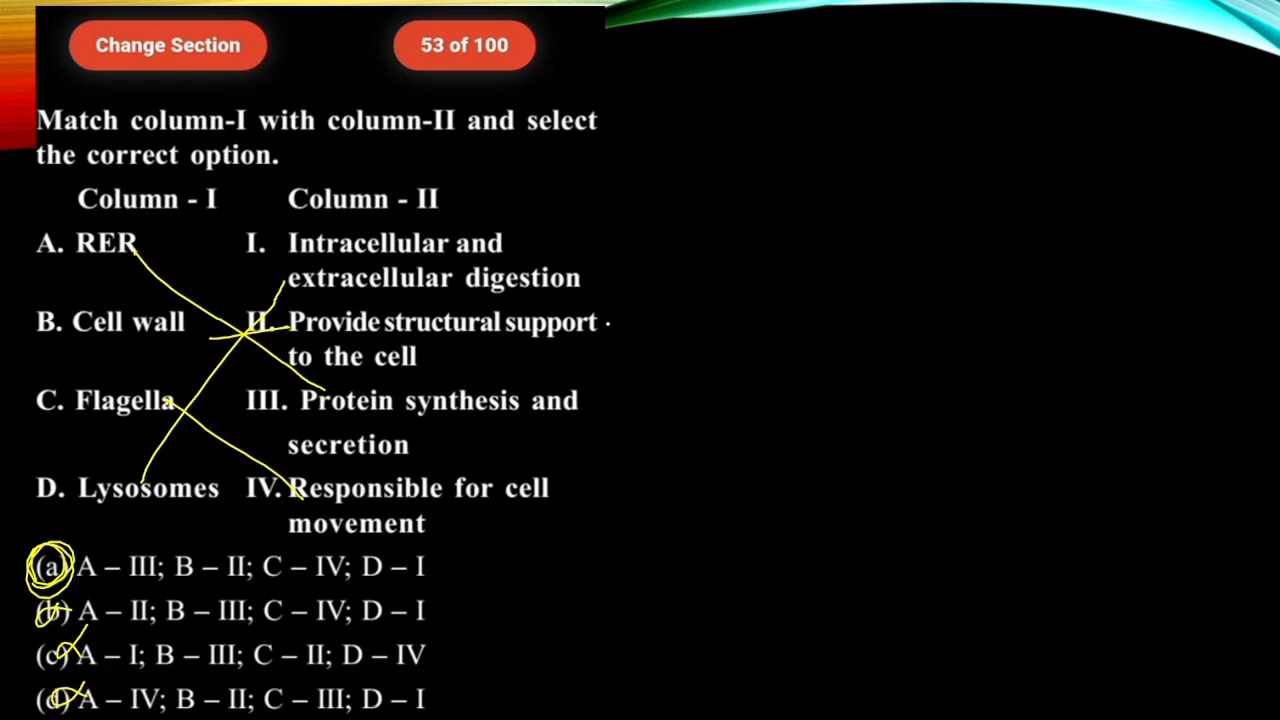 Change Section
53 of 100
Match column-I with column-II and select
the correct option.
Column - I Column - II
A. RER I. Intracellular and
extracellular digestion
B. Cell wall II. Provide structural support
to the cell
C. Flagella III. Protein synthesis and
secretion
D. Lysosomes IV. Responsible for cell
movement
(a) A – III; B – II; C – IV; D – I
(b) A – II; B – III; C – IV; D – I
(c) A – I; B – III; C – II; D – IV
(d) A – IV; B – II; C – III; D – I